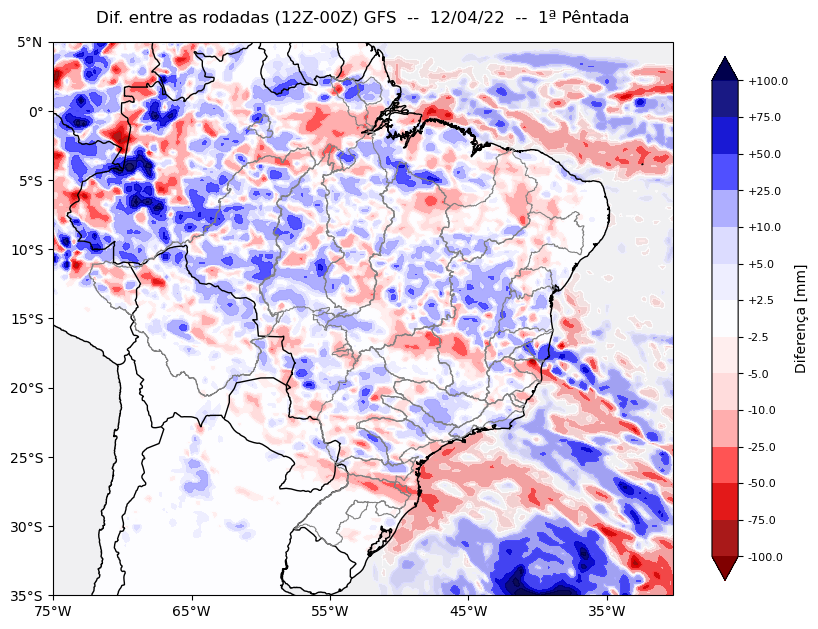 Dif. entre as rodadas (12Z-00Z) GFS -- 12/04/22 -- 1ª Pêntada
5°N
0°
5°S
10°S
15°S
20°S
25°S
30°S
35°S
75°W
65°W
55°W
45°W
35°W
+100.0
+75.0
+50.0
+25.0
+10.0
+5.0
+2.5
-2.5
-5.0
-10.0
-25.0
-50.0
-75.0
-100.0
Diferença [mm]